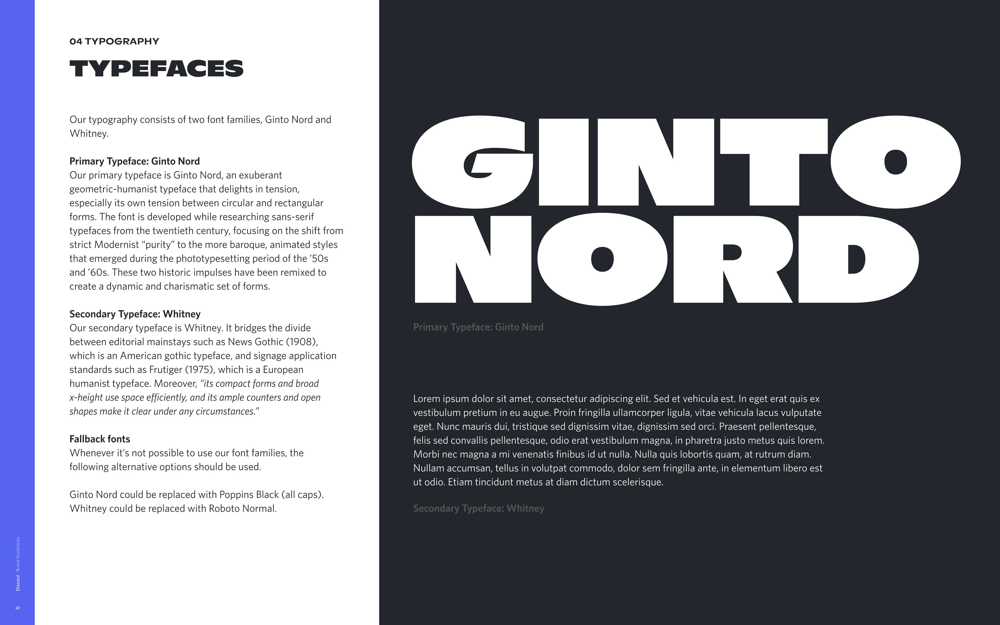 04 TYPOGRAPHY
TYPEFACES
Our typography consists of two font families, Ginto Nord and
Whitney.
Primary Typeface: Ginto Nord
Our primary typeface is Ginto Nord, an exuberant
geometric-humanist typeface that delights in tension,
especially its own tension between circular and rectangular
forms. The font is developed while researching sans-serif
typefaces from the twentieth century, focusing on the shift from
strict Modernist “purity” to the more baroque, animated styles
that emerged during the phototypesetting period of the ’50s
and ’60s. These two historic impulses have been remixed to
create a dynamic and charismatic set of forms.
Secondary Typeface: Whitney
Our secondary typeface is Whitney. It bridges the divide
between editorial mainstays such as News Gothic (1908),
which is an American gothic typeface, and signage application
standards such as Frutiger (1975), which is a European
humanist typeface. Moreover, “its compact forms and broad
x-height use space efficiently, and its ample counters and open
shapes make it clear under any circumstances.”
Fallback fonts
Whenever it’s not possible to use our font families, the
following alternative options should be used.
Ginto Nord could be replaced with Poppins Black (all caps).
Whitney could be replaced with Roboto Normal.
GINTO
NORD
Primary Typeface: Ginto Nord
Lorem ipsum dolor sit amet, consectetur adipiscing elit. Sed et vehicula est. In eget erat quis ex
vestibulum pretium in eu augue. Proin fringilla ullamcorper ligula, vitae vehicula lacus vulputate
eget. Nunc mauris dui, tristique sed dignissim vitae, dignissim sed orci. Praesent pellentesque,
felis sed convallis pellentesque, odio erat vestibulum magna, in pharetra justo metus quis lorem.
Morbi nec magna a mi venenatis finibus id ut nulla. Nulla quis lobortis quam, at rutrum diam.
Nullam accumsan, tellus in volutpat commodo, dolor sem fringilla ante, in elementum libero est
ut odio. Etiam tincidunt metus at diam dictum scelerisque.
Secondary Typeface: Whitney
Discord Brand Guidelines
41